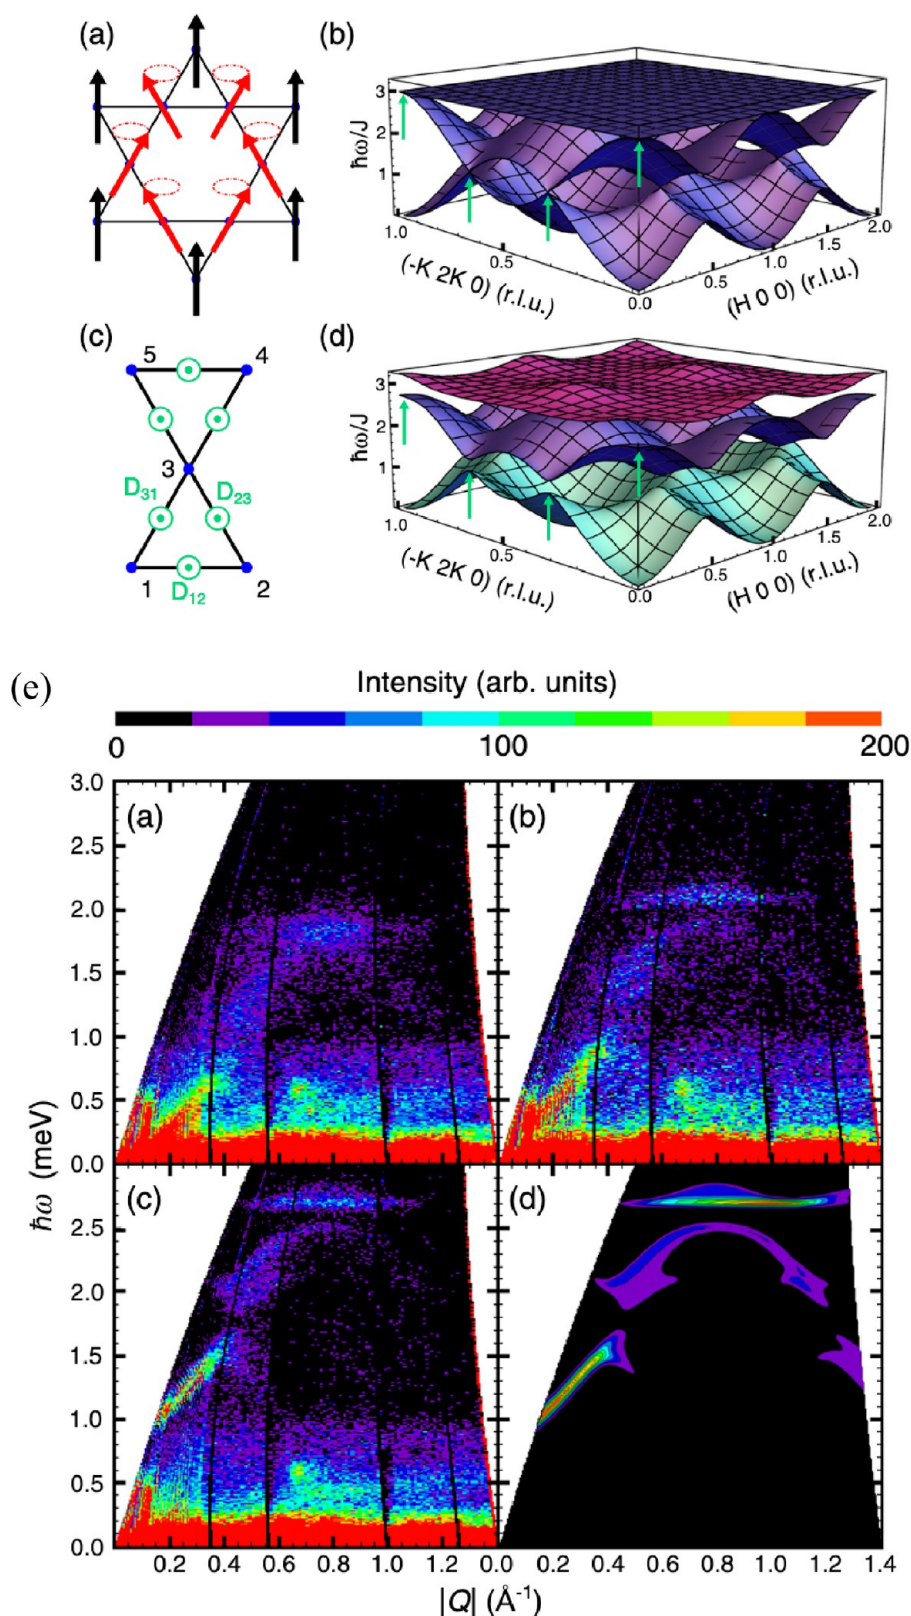 (a)
(b)
3
2
1
ħω/J
1.0
0.5
0.0
(-K 2K 0) (r.l.u.)
0.5
1.0
1.5
2.0
(H 0 0) (r.l.u.)
(c)
5 4
3
D31 D23
1 2
D12
(d)
3
2
1
ħω/J
1.0
0.5
0.0
(-K 2K 0) (r.l.u.)
0.5
1.0
1.5
2.0
(H 0 0) (r.l.u.)
(e)
Intensity (arb. units)
0 100 200
3.0
(a) (b)
2.5
2.0
1.5
1.0
0.5
0.0
(c) (d)
2.5
2.0
1.5
1.0
0.5
0.0
ħω (meV)
0.2 0.4 0.6 0.8 1.0 1.2 0.0 0.2 0.4 0.6 0.8 1.0 1.2 1.4
|Q| (Å⁻¹)